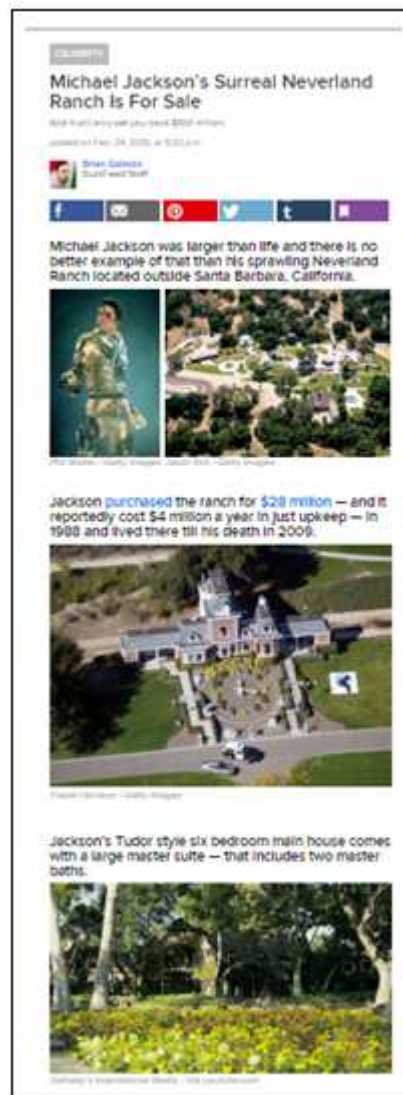 CELEBRITY
Michael Jackson's Surreal Neverland
Ranch Is For Sale
Brian Galindo
BuzzFeed Staff
f
t
Michael Jackson was larger than life and there is no
better example of that than his sprawling Neverland
Ranch located outside Santa Barbara, California.
Jackson purchased the ranch for $28 million — and it
reportedly cost $4 million a year in just upkeep — in
1988 and lived there till his death in 2009.
Jackson's Tudor style six bedroom main house comes
with a large master suite — that includes two master
baths.